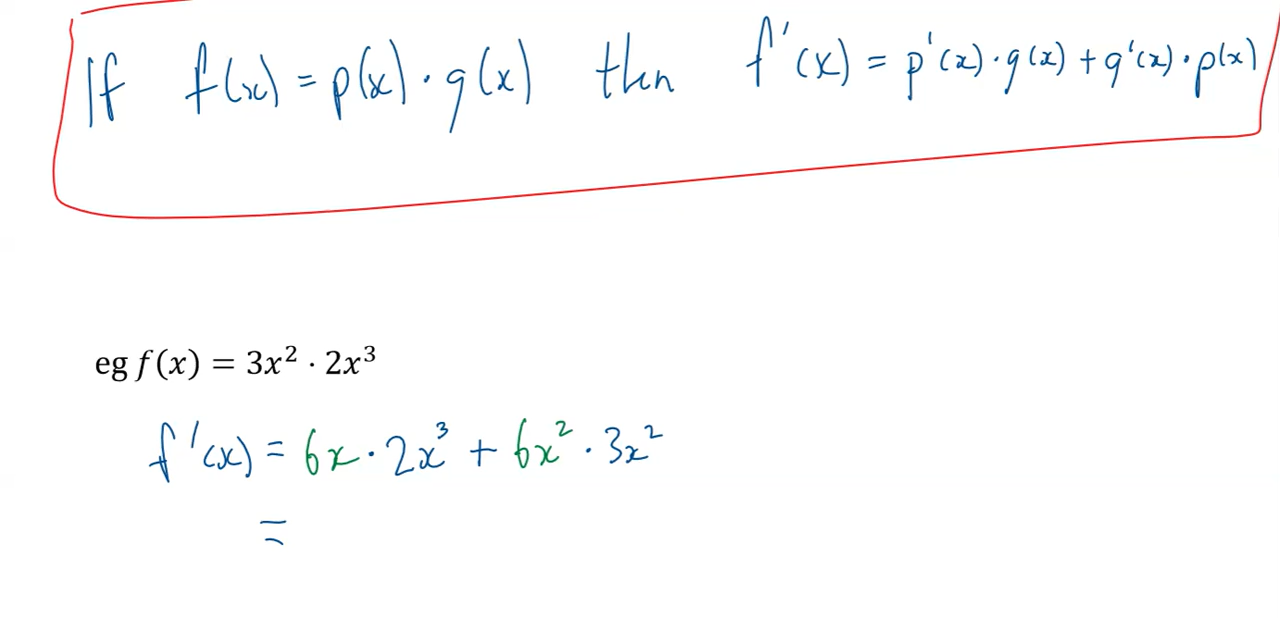 If f(x) = p(x) · q(x) then f'(x) = p'(x) · q(x) + q'(x) · p(x)
eg f(x) = 3x² · 2x³
f'(x) = 6x · 2x³ + 6x² · 3x²
=